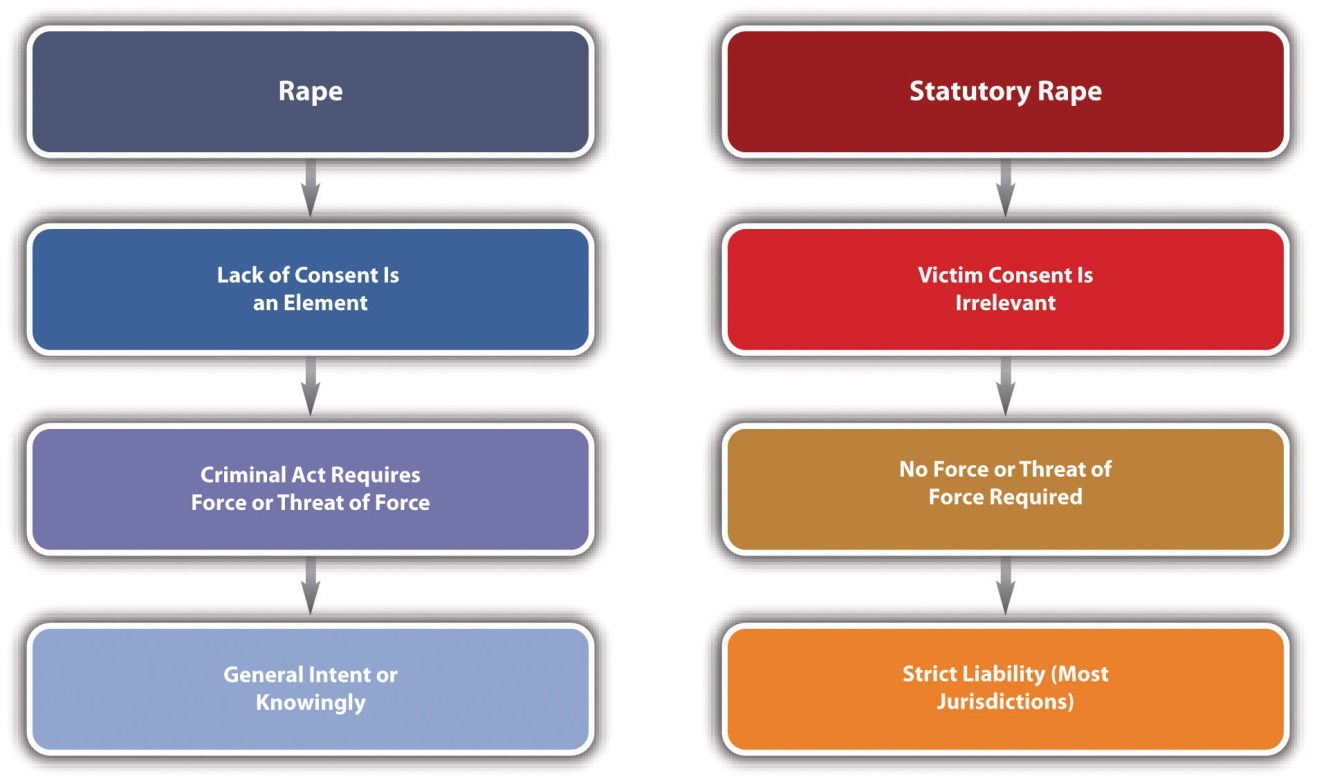 Rape
Lack of Consent Is
an Element
Criminal Act Requires
Force or Threat of Force
General Intent or
Knowingly
Statutory Rape
Victim Consent Is
Irrelevant
No Force or Threat of
Force Required
Strict Liability (Most
Jurisdictions)